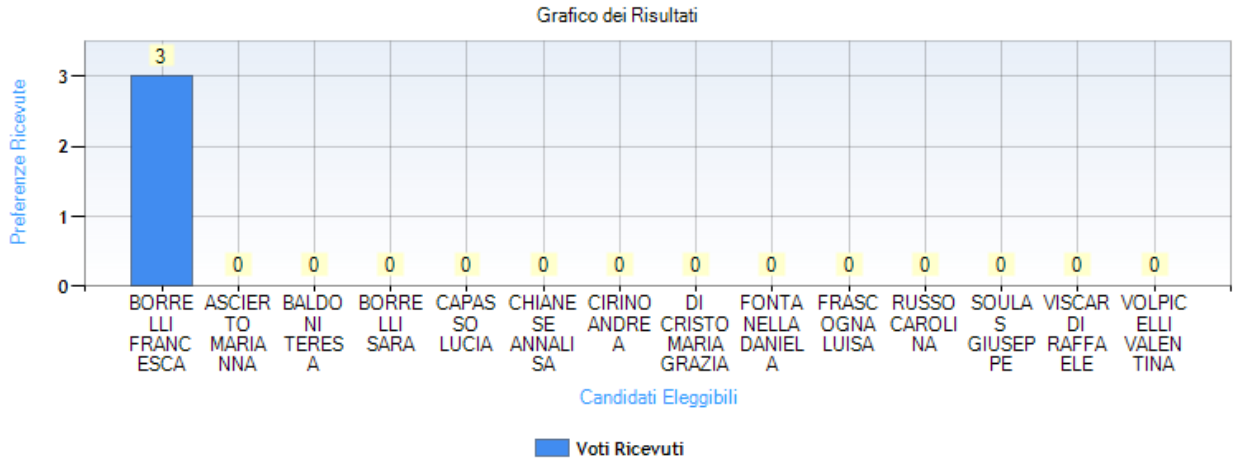 Grafico dei Risultati
Preferenze Ricevute
3
2
1
0
3
0
0
0
0
0
0
0
0
0
0
0
0
0
BORRE
LLI
FRANC
ESCA
ASCIER
TO
MARIA
NNA
BALDO
NI
TERES
A
BORRE
LLI
SARA
CAPAS
SO
LUCIA
CHIANE
SE
ANNALI
SA
CIRINO
ANDRE
A
DI
CRISTO
MARIA
GRAZIA
FONTA
NELLA
DANIEL
A
FRASC
OGNA
LUISA
RUSSO
CAROLI
NA
SOULA
S
GIUSEP
PE
VISCAR
DI
RAFFA
ELE
VOLPIC
ELLI
VALEN
TINA
Candidati Eleggibili
Voti Ricevuti